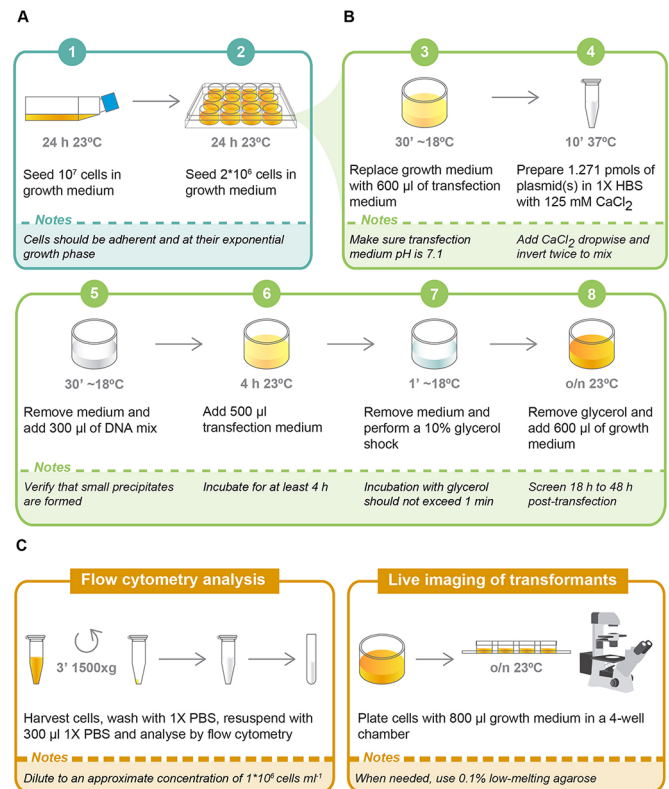 A
1
2
24 h 23ºC
24 h 23ºC
Seed 10⁷ cells in
growth medium
Seed 2*10⁶ cells in
growth medium
Notes
Cells should be adherent and at their exponential
growth phase
B
3
4
30' ~18ºC
10' 37ºC
Replace growth medium
with 600 µl of transfection
medium
Prepare 1.271 pmols of
plasmid(s) in 1X HBS
with 125 mM CaCl₂
Notes
Make sure transfection
medium pH is 7.1
Add CaCl₂ dropwise and
invert twice to mix
5
6
7
8
30' ~18ºC
4 h 23ºC
1' ~18ºC
o/n 23ºC
Remove medium and
add 300 µl of DNA mix
Add 500 µl
transfection medium
Remove medium and
perform a 10% glycerol
shock
Remove glycerol and
add 600 µl of growth
medium
Notes
Verify that small precipitates
are formed
Incubate for at least 4 h
Incubation with glycerol
should not exceed 1 min
Screen 18 h to 48 h
post-transfection
C
Flow cytometry analysis
3' 1500xg
Harvest cells, wash with 1X PBS, resuspend with
300 µl 1X PBS and analyse by flow cytometry
Notes
Dilute to an approximate concentration of 1*10⁶ cells ml⁻¹
Live imaging of transformants
o/n 23ºC
Plate cells with 800 µl growth medium in a 4-well
chamber
Notes
When needed, use 0.1% low-melting agarose